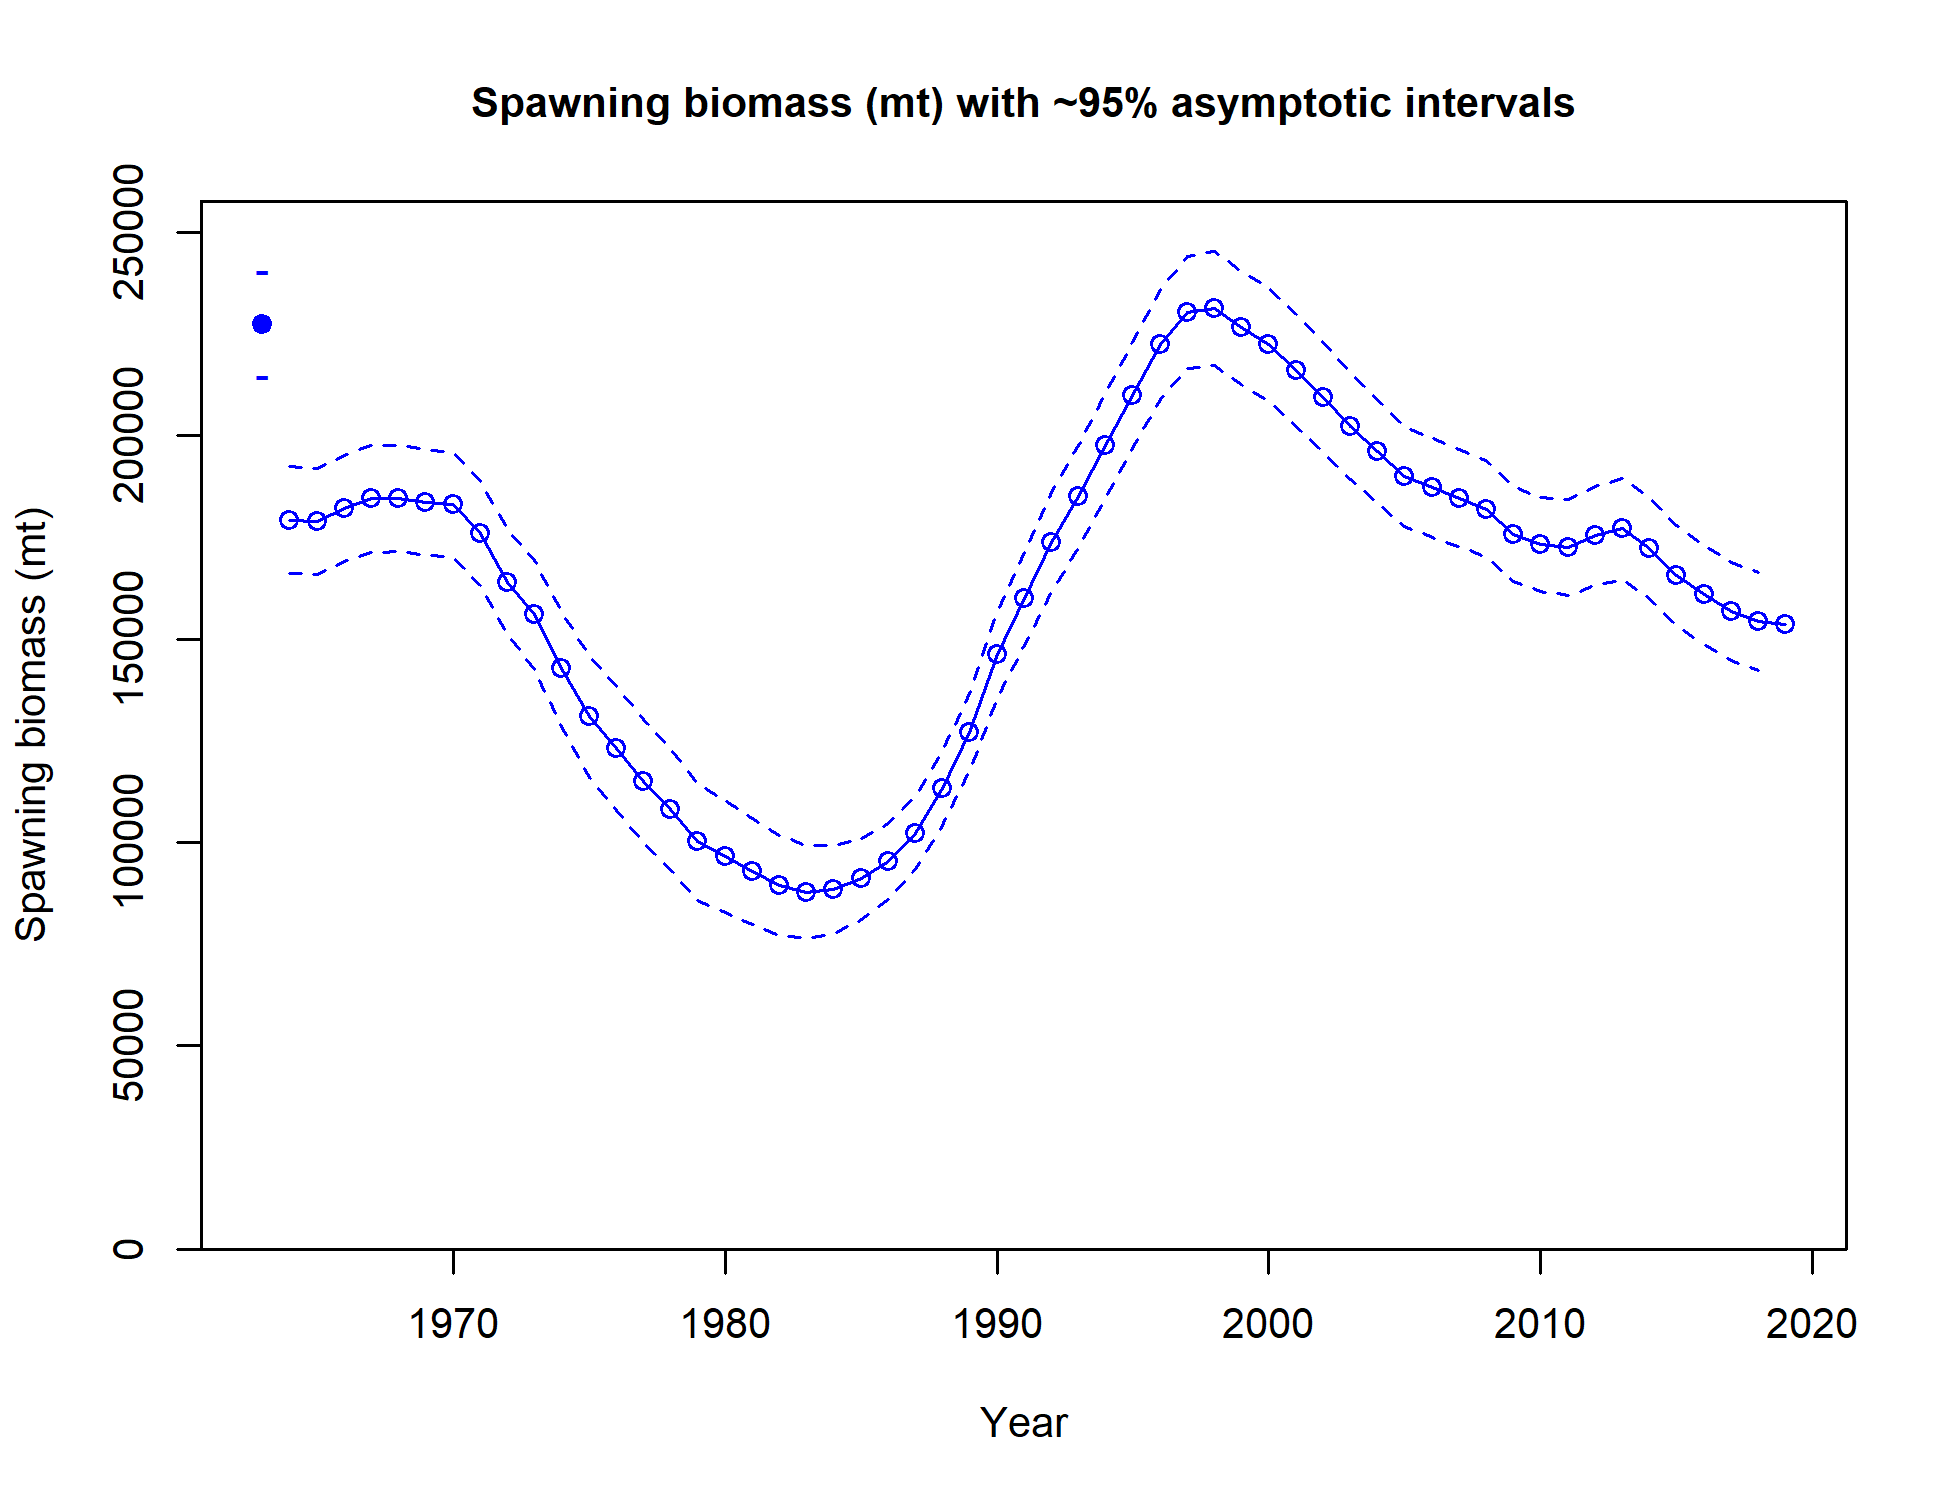 Spawning biomass (mt) with ~95% asymptotic intervals
Spawning biomass (mt)
250000
200000
150000
100000
50000
0
1970 1980 1990 2000 2010 2020
Year